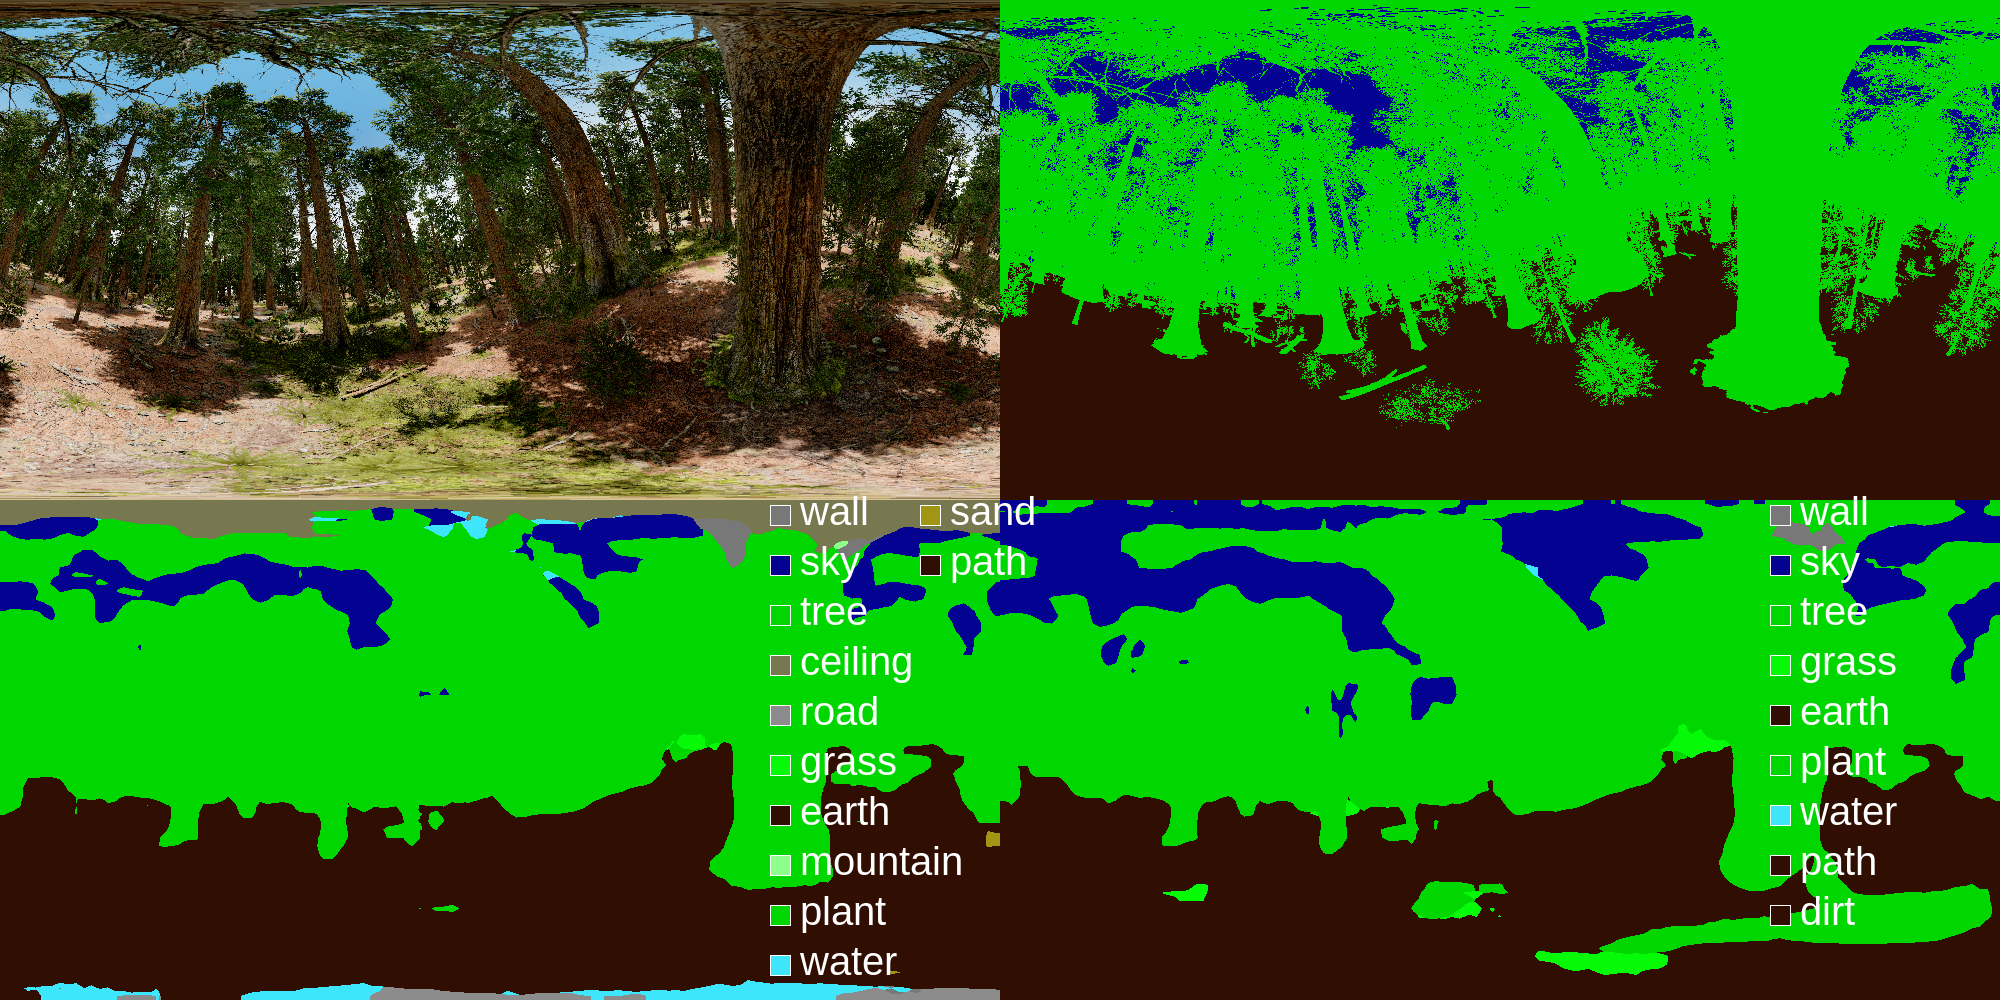 wall
sky
tree
ceiling
road
grass
earth
mountain
plant
water
sand
path
wall
sky
tree
grass
earth
plant
water
path
dirt